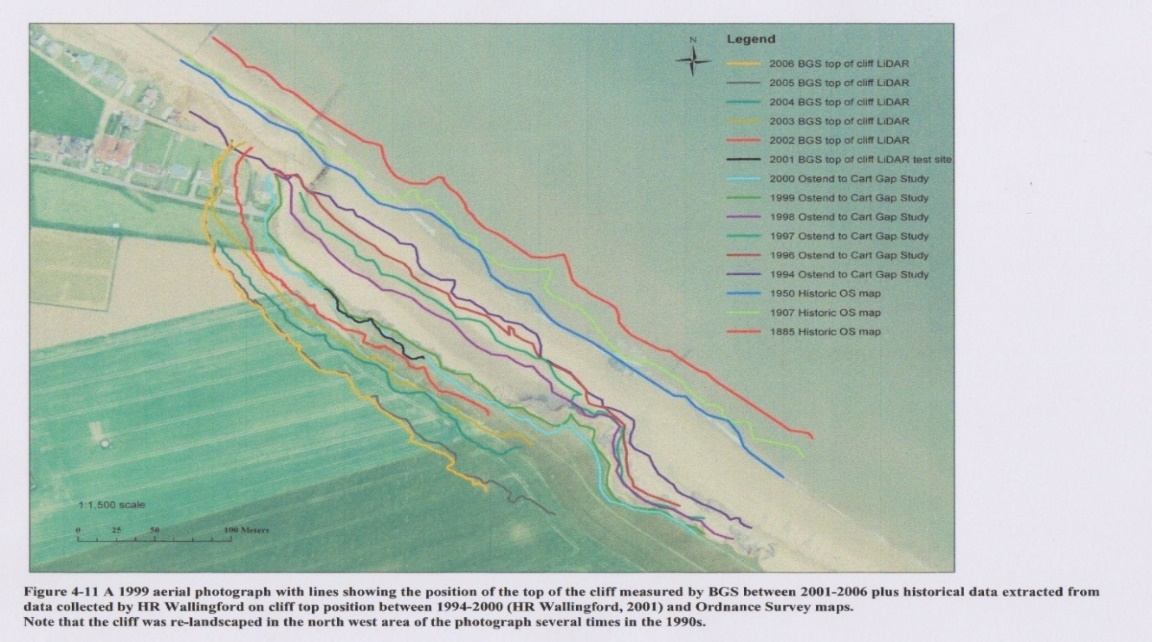 N
Legend
2006 BGS top of cliff LiDAR
2005 BGS top of cliff LiDAR
2004 BGS top of cliff LiDAR
2003 BGS top of cliff LiDAR
2002 BGS top of cliff LiDAR
2001 BGS top of cliff LiDAR test site
2000 Ostend to Cart Gap Study
1999 Ostend to Cart Gap Study
1998 Ostend to Cart Gap Study
1997 Ostend to Cart Gap Study
1996 Ostend to Cart Gap Study
1994 Ostend to Cart Gap Study
1950 Historic OS map
1907 Historic OS map
1885 Historic OS map
1:1,500 scale
0 25 50 100 Meters
Figure 4-11 A 1999 aerial photograph with lines showing the position of the top of the cliff measured by BGS between 2001-2006 plus historical data extracted from
data collected by HR Wallingford on cliff top position between 1994-2000 (HR Wallingford, 2001) and Ordnance Survey maps.
Note that the cliff was re-landscaped in the north west area of the photograph several times in the 1990s.